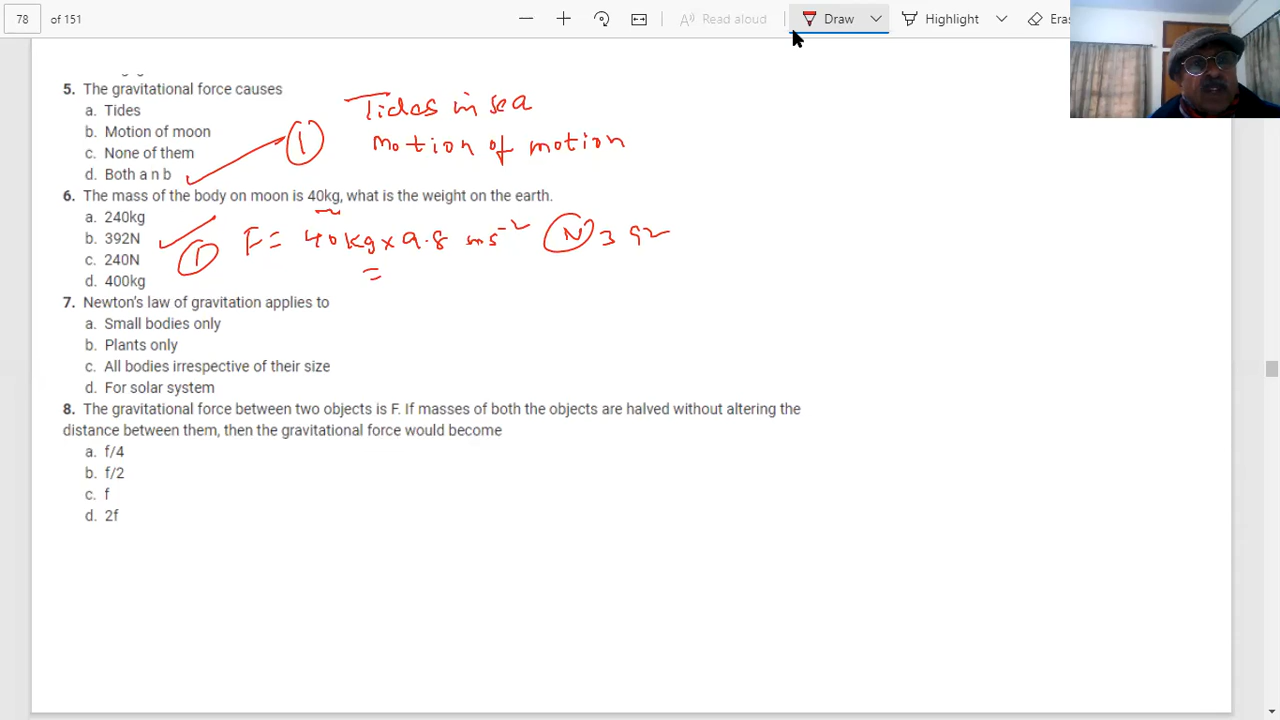 78 of 151 Read aloud Draw Highlight Eras
5. The gravitational force causes
a. Tides
Tides in sea
b. Motion of moon
1 motion of motion
c. None of them
d. Both a n b
6. The mass of the body on moon is 40kg, what is the weight on the earth.
a. 240kg
b. 392N
1 F = 40kg x 9.8 ms-2 N 392
c. 240N
=
d. 400kg
7. Newton's law of gravitation applies to
a. Small bodies only
b. Plants only
c. All bodies irrespective of their size
d. For solar system
8. The gravitational force between two objects is F. If masses of both the objects are halved without altering the
distance between them, then the gravitational force would become
a. f/4
b. f/2
c. f
d. 2f